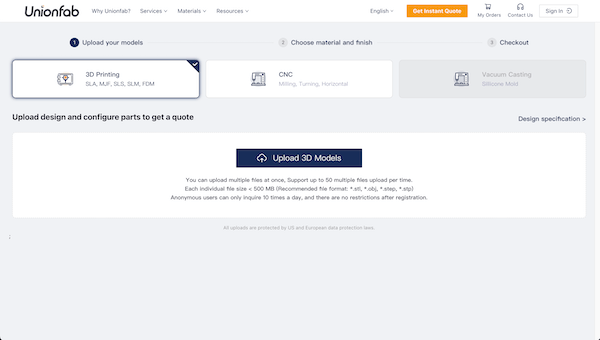 Unionfab
Why Unionfab?
Services
Materials
Resources
English
Get Instant Quote
My Orders
Contact Us
Sign In
1 Upload your models
2 Choose material and finish
3 Checkout
3D Printing
SLA, MJF, SLS, SLM, FDM
CNC
Milling, Turning, Horizontal
Vacuum Casting
Silicone Mold
Upload design and configure parts to get a quote
Design specification >
Upload 3D Models
You can upload multiple files at once, Support up to 50 multiple files upload per time.
Each individual file size < 500 MB (Recommended file format: *.stl, *.obj, *.step, *.stp)
Anonymous users can only inquire 10 times a day, and there are no restrictions after registration.
All uploads are protected by US and European data protection laws